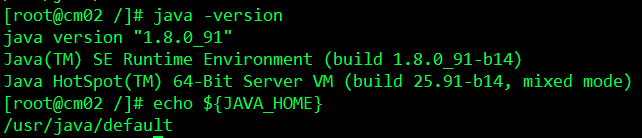 [root@cm02 /]# java -version
java version "1.8.0_91"
Java(TM) SE Runtime Environment (build 1.8.0_91-b14)
Java HotSpot(TM) 64-Bit Server VM (build 25.91-b14, mixed mode)
[root@cm02 /]# echo ${JAVA_HOME}
/usr/java/default